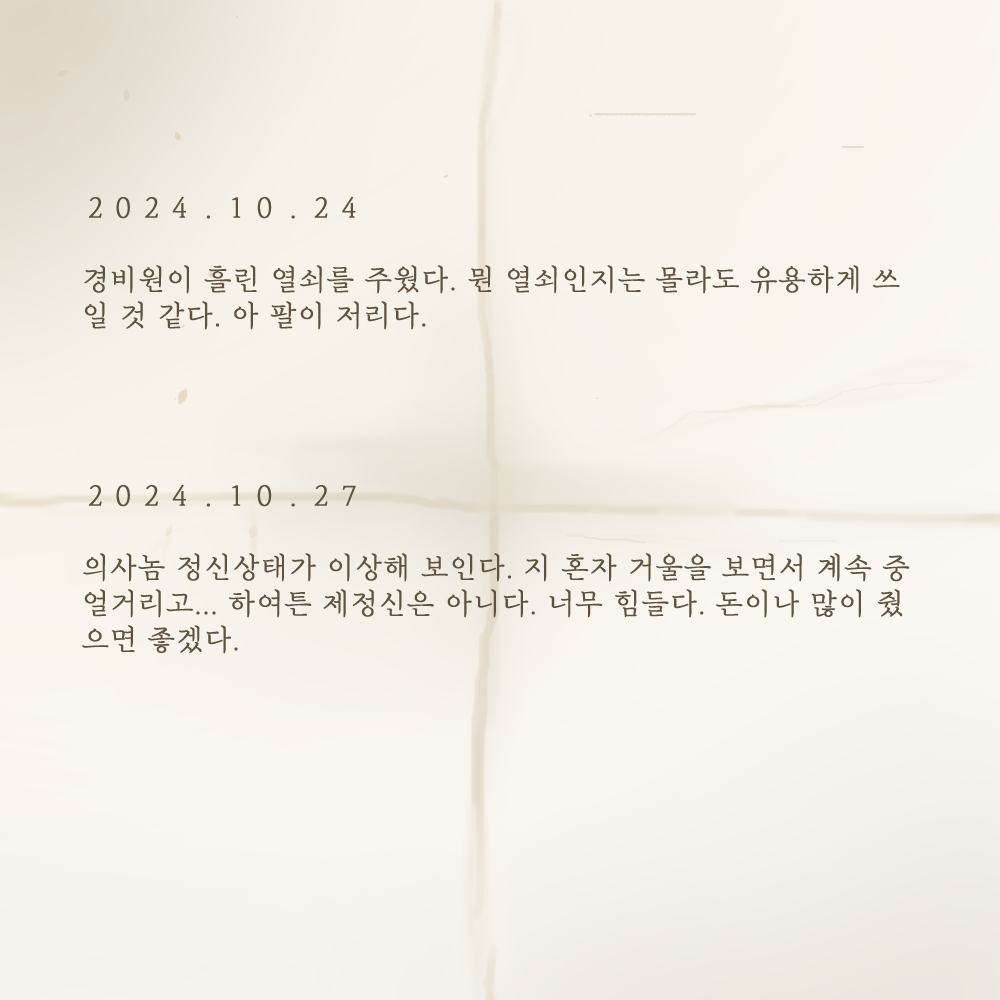 2024.10.24
경비원이 흘린 열쇠를 주웠다. 뭔 열쇠인지는 몰라도 유용하게 쓰
일 것 같다. 아 팔이 저리다.
2024.10.27
의사놈 정신상태가 이상해 보인다. 지 혼자 거울을 보면서 계속 중
얼거리고... 하여튼 제정신은 아니다. 너무 힘들다. 돈이나 많이 줬
으면 좋겠다.